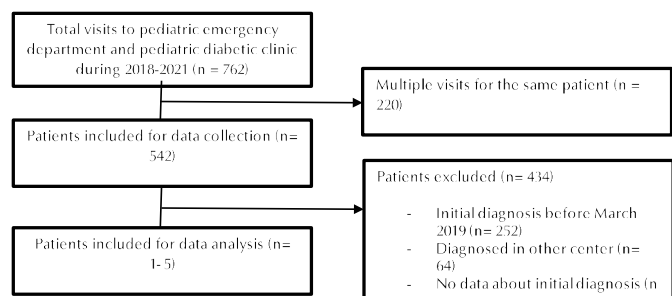 Total visits to pediatric emergency
department and pediatric diabetic clinic
during 2018-2021 (n = 762)
Multiple visits for the same patient (n =
220)
Patients included for data collection (n=
542)
Patients excluded (n= 434)
- Initial diagnosis before March
2019 (n= 252)
- Diagnosed in other center (n=
64)
- No data about initial diagnosis (n
Patients included for data analysis (n=
1-5)